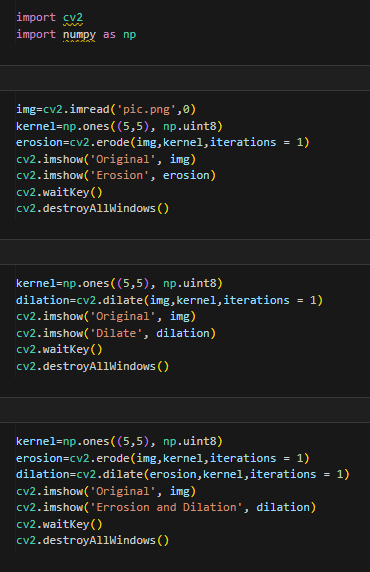 import cv2
import numpy as np
img=cv2.imread('pic.png',0)
kernel=np.ones((5,5), np.uint8)
erosion=cv2.erode(img,kernel,iterations = 1)
cv2.imshow('Original', img)
cv2.imshow('Erosion', erosion)
cv2.waitKey()
cv2.destroyAllWindows()
kernel=np.ones((5,5), np.uint8)
dilation=cv2.dilate(img,kernel,iterations = 1)
cv2.imshow('Original', img)
cv2.imshow('Dilate', dilation)
cv2.waitKey()
cv2.destroyAllWindows()
kernel=np.ones((5,5), np.uint8)
erosion=cv2.erode(img,kernel,iterations = 1)
dilation=cv2.dilate(erosion,kernel,iterations = 1)
cv2.imshow('Original', img)
cv2.imshow('Errosion and Dilation', dilation)
cv2.waitKey()
cv2.destroyAllWindows()